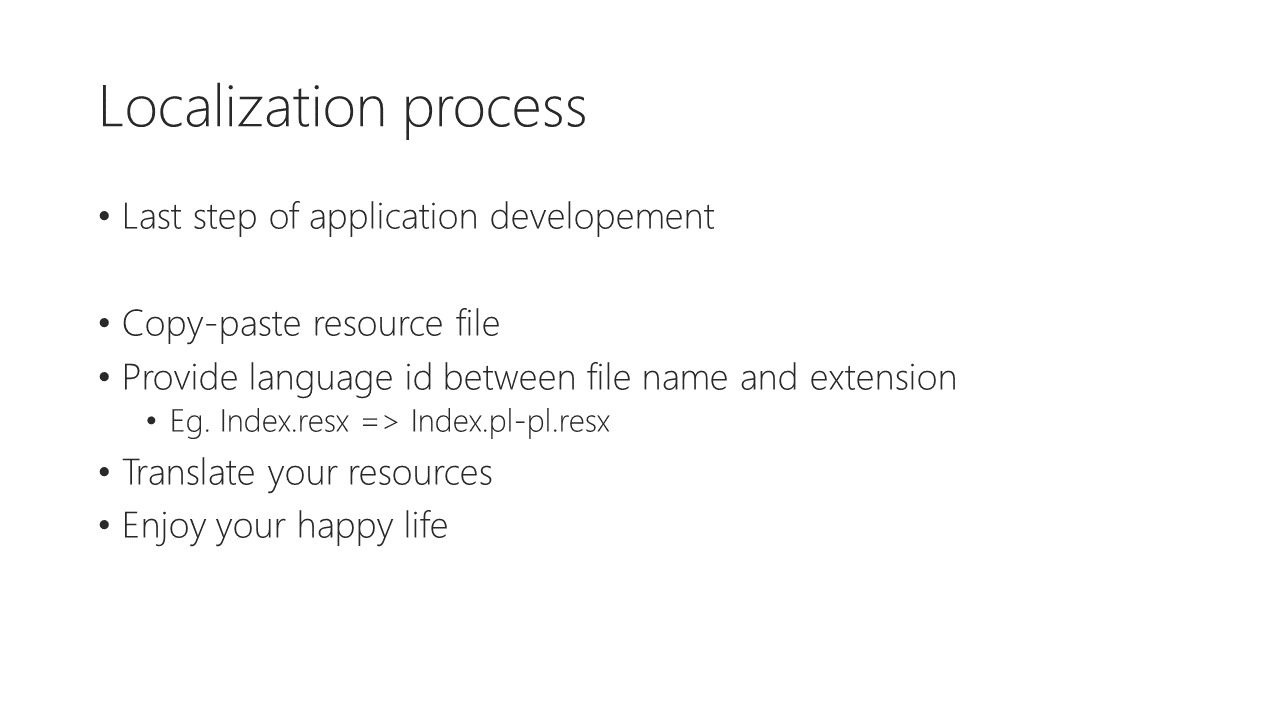 Localization process
• Last step of application developement
• Copy-paste resource file
• Provide language id between file name and extension
• Eg. Index.resx => Index.pl-pl.resx
• Translate your resources
• Enjoy your happy life